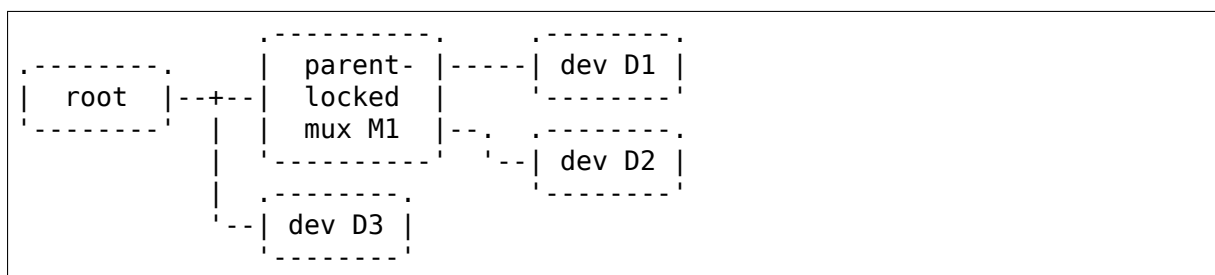 .----------.     .--------.
.--------.       |  parent- |-----| dev D1 |
|  root  |--+--|  locked  |     '--------'
'--------'  |  |  mux M1  |--.  .--------.
            |  '----------'  '--| dev D2 |
            |  .--------.       '--------'
            '--| dev D3 |
               '--------'